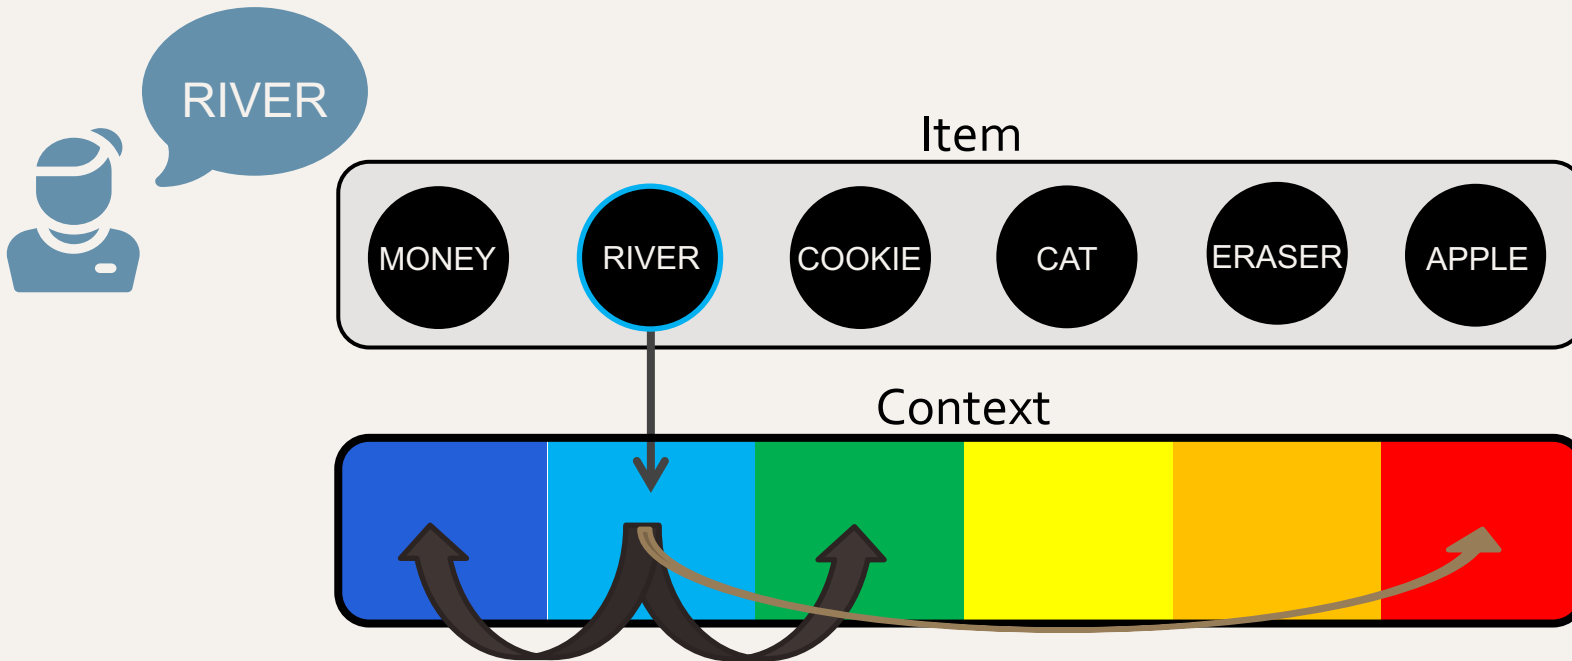 RIVER
Item
MONEY
RIVER
COOKIE
CAT
ERASER
APPLE
Context